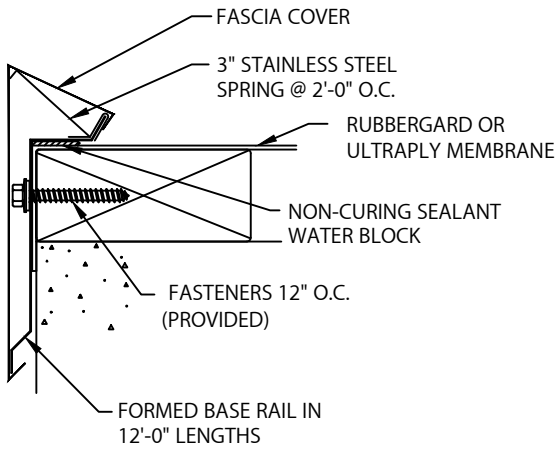 FASCIA COVER
3" STAINLESS STEEL
SPRING @ 2'-0" O.C.
RUBBERGARD OR
ULTRAPLY MEMBRANE
NON-CURING SEALANT
WATER BLOCK
FASTENERS 12" O.C.
(PROVIDED)
FORMED BASE RAIL IN
12'-0" LENGTHS